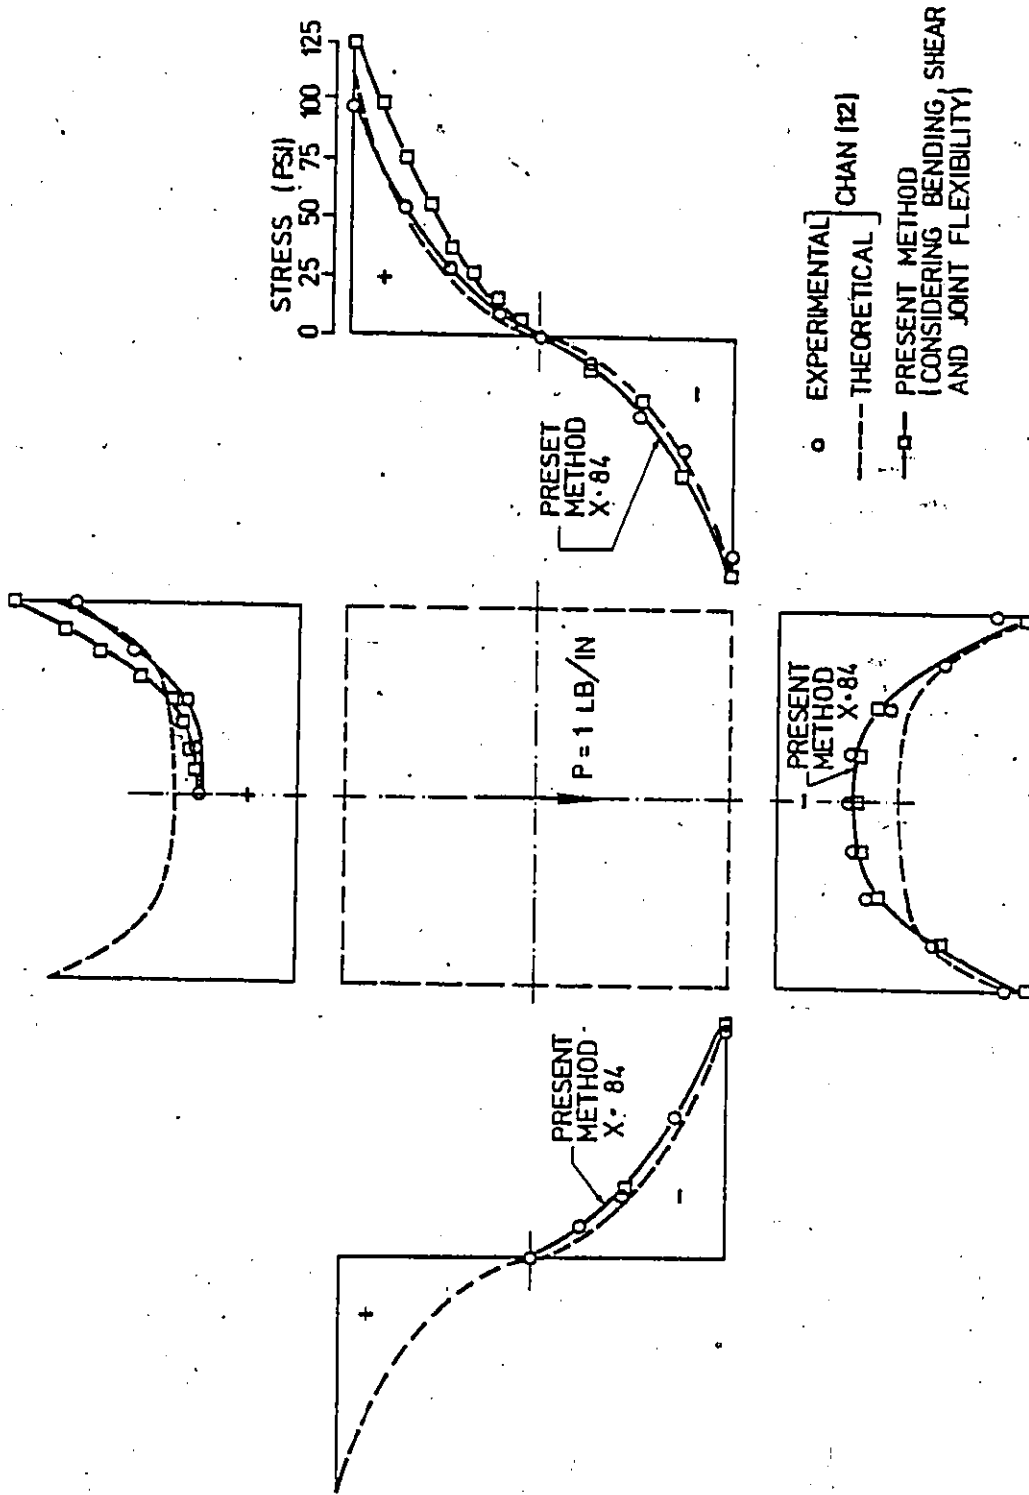 STRESS (PSI)
0 25 50 75 100 125
+
PRESET
METHOD
X·84
-
+
P = 1 LB/IN
PRESENT
METHOD
X·84
-
PRESENT
METHOD
X·84
-
+
EXPERIMENTAL
THEORETICAL
CHAN (12)
PRESENT METHOD
(CONSIDERING BENDING, SHEAR
AND JOINT FLEXIBILITY)